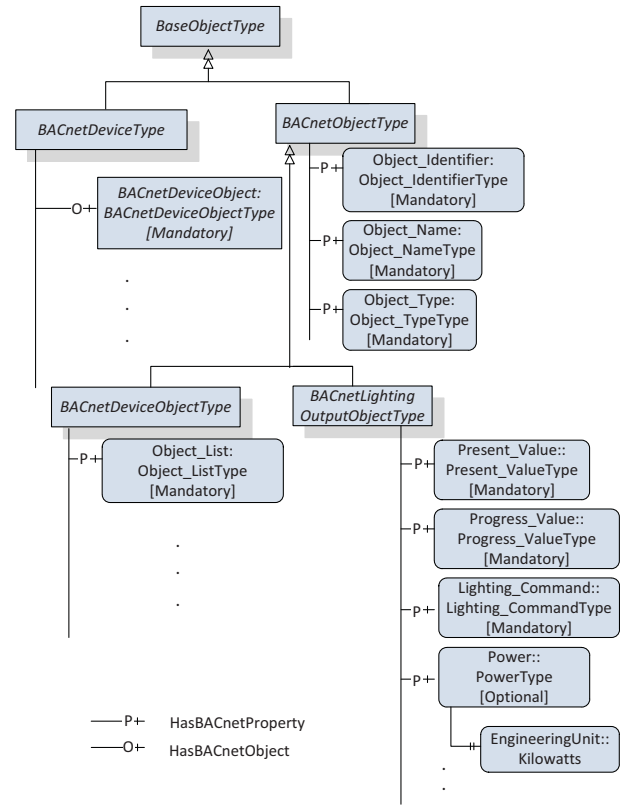 BaseObjectType
BACnetDeviceType
BACnetObjectType
P
Object_Identifier:
Object_IdentifierType
[Mandatory]
O
BACnetDeviceObject:
BACnetDeviceObjectType
[Mandatory]
P
Object_Name:
Object_NameType
[Mandatory]
P
Object_Type:
Object_TypeType
[Mandatory]
BACnetDeviceObjectType
BACnetLighting
OutputObjectType
P
Object_List:
Object_ListType
[Mandatory]
P
Present_Value::
Present_ValueType
[Mandatory]
P
Progress_Value::
Progress_ValueType
[Mandatory]
P
Lighting_Command::
Lighting_CommandType
[Mandatory]
P
Power::
PowerType
[Optional]
EngineeringUnit::
Kilowatts
P HasBACnetProperty
O HasBACnetObject